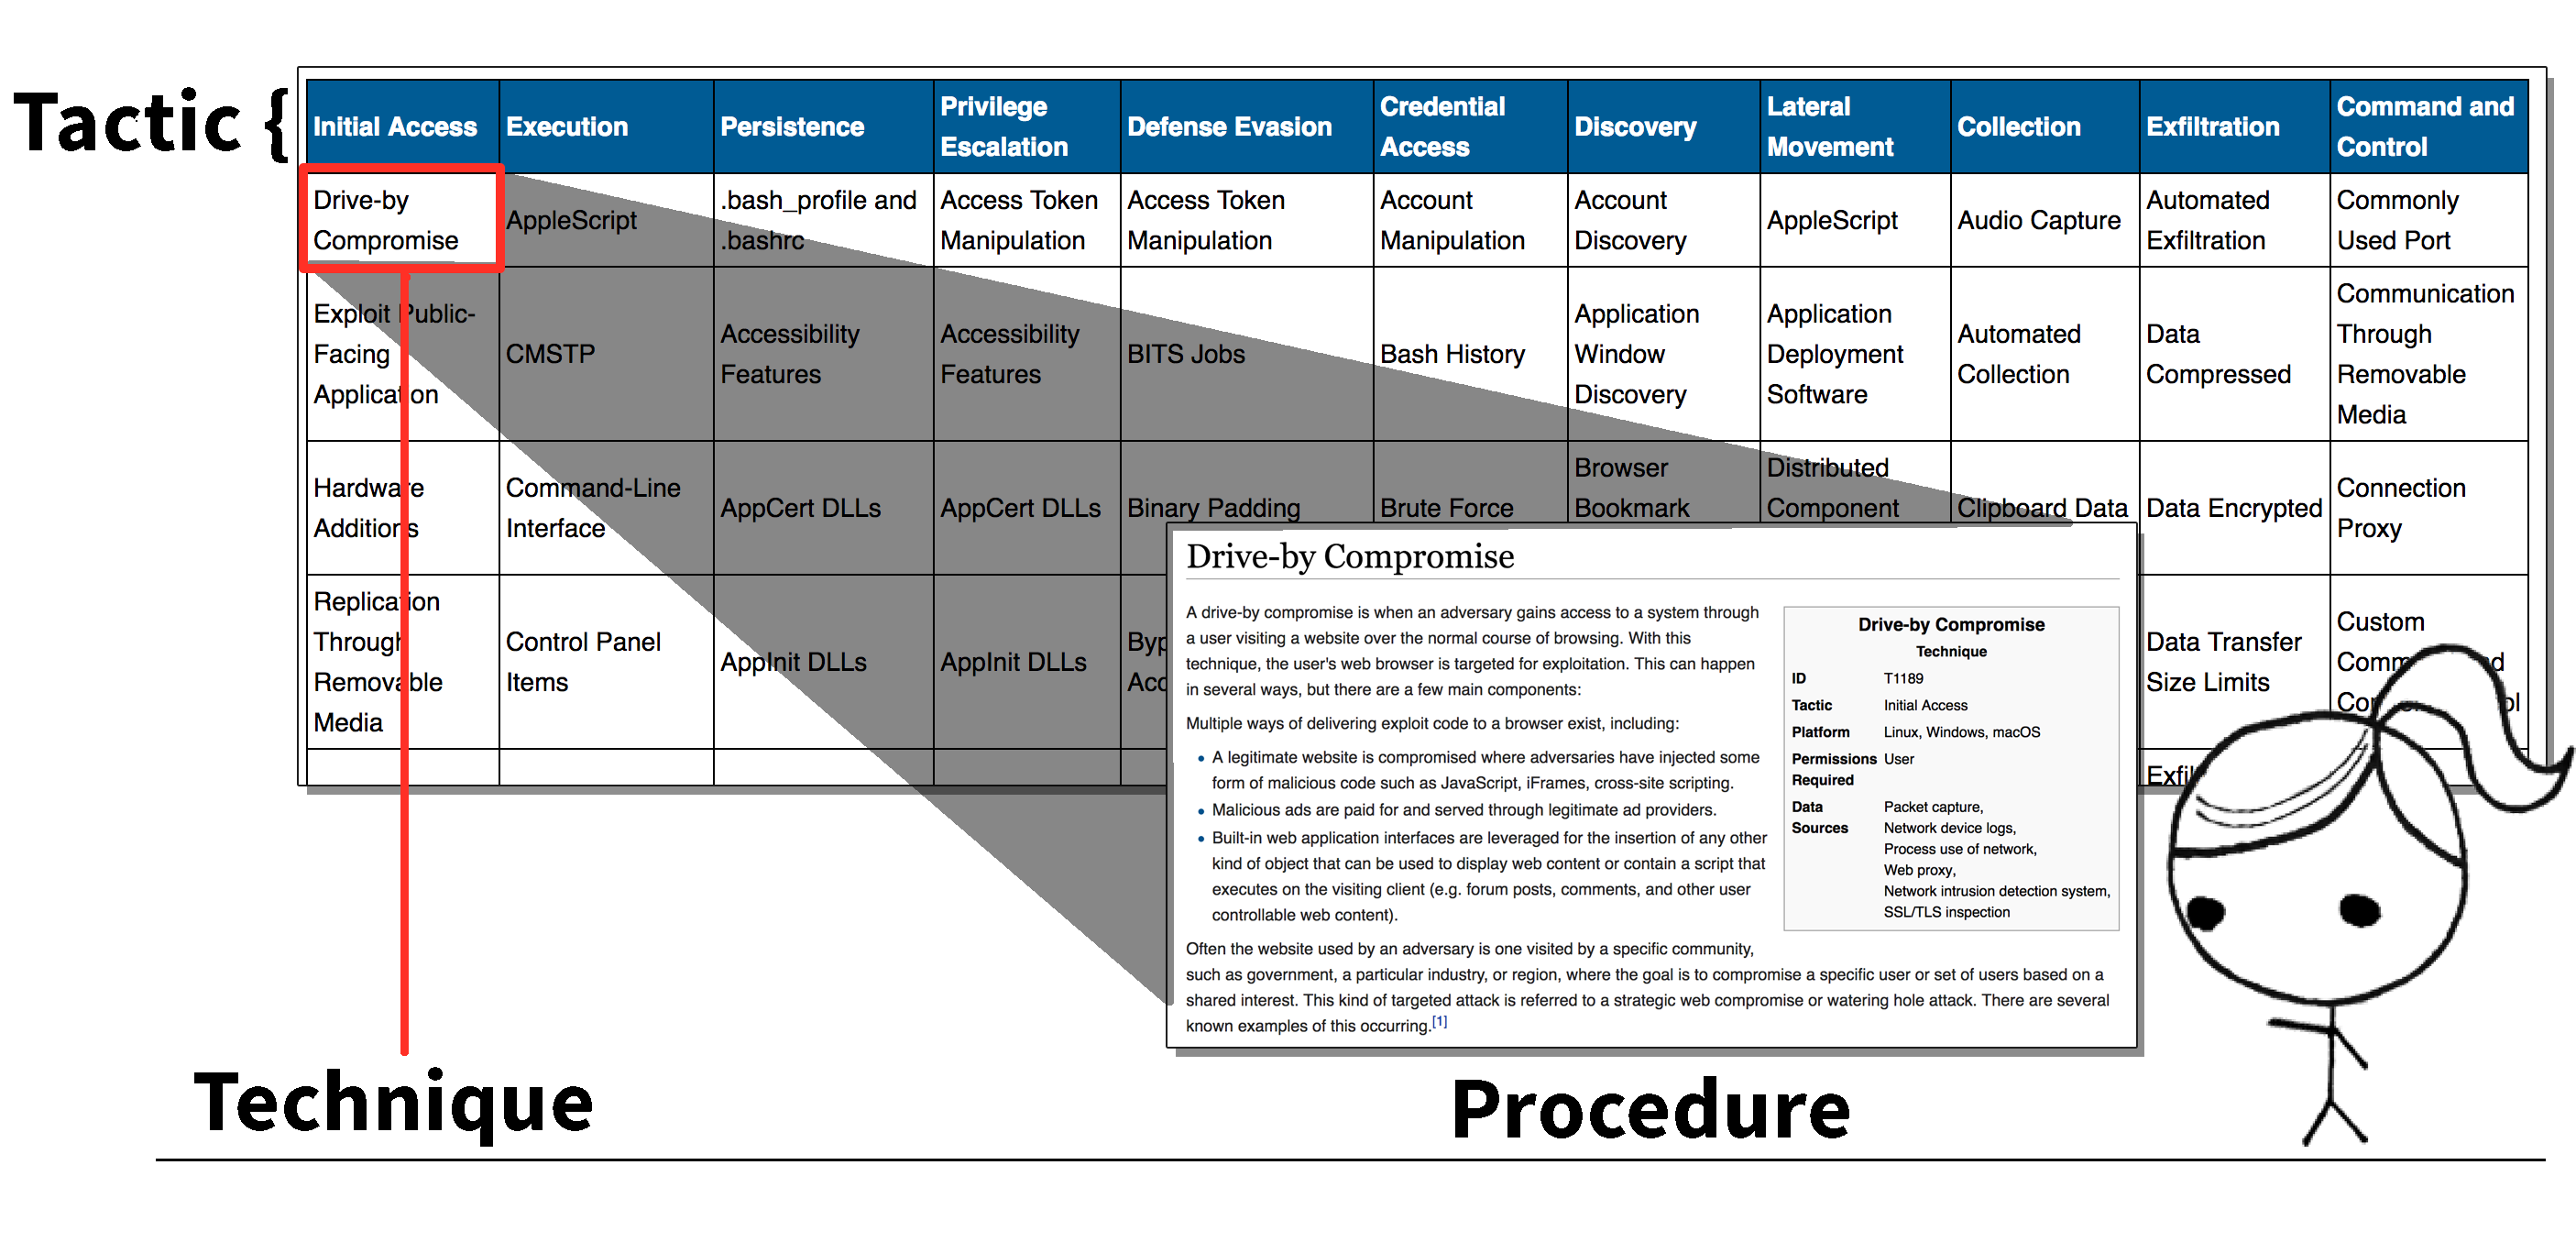 Tactic {
Initial Access
Execution
Persistence
Privilege
Escalation
Defense Evasion
Credential
Access
Discovery
Lateral
Movement
Collection
Exfiltration
Command and
Control
Drive-by
Compromise
AppleScript
.bash_profile and
.bashrc
Access Token
Manipulation
Access Token
Manipulation
Account
Manipulation
Account
Discovery
AppleScript
Audio Capture
Automated
Exfiltration
Commonly
Used Port
Exploit Public-
Facing
Application
CMSTP
Accessibility
Features
Accessibility
Features
BITS Jobs
Bash History
Application
Window
Discovery
Application
Deployment
Software
Automated
Collection
Data
Compressed
Communication
Through
Removable
Media
Hardware
Additions
Command-Line
Interface
AppCert DLLs
AppCert DLLs
Binary Padding
Brute Force
Browser
Bookmark
Distributed
Component
Clipboard Data
Data Encrypted
Connection
Proxy
Replication
Through
Removable
Media
Control Panel
Items
AppInit DLLs
AppInit DLLs
Data Transfer
Size Limits
Custom
Drive-by Compromise
A drive-by compromise is when an adversary gains access to a system through
a user visiting a website over the normal course of browsing. With this
technique, the user's web browser is targeted for exploitation. This can happen
in several ways, but there are a few main components:
Multiple ways of delivering exploit code to a browser exist, including:
• A legitimate website is compromised where adversaries have injected some
form of malicious code such as JavaScript, iFrames, cross-site scripting.
• Malicious ads are paid for and served through legitimate ad providers.
• Built-in web application interfaces are leveraged for the insertion of any other
kind of object that can be used to display web content or contain a script that
executes on the visiting client (e.g. forum posts, comments, and other user
controllable web content).
Often the website used by an adversary is one visited by a specific community,
such as government, a particular industry, or region, where the goal is to compromise a specific user or set of users based on a
shared interest. This kind of targeted attack is referred to a strategic web compromise or watering hole attack. There are several
known examples of this occurring.[1]
Drive-by Compromise
Technique
ID T1189
Tactic Initial Access
Platform Linux, Windows, macOS
Permissions User
Required
Data Packet capture,
Sources Network device logs,
Process use of network,
Web proxy,
Network intrusion detection system,
SSL/TLS inspection
Technique
Procedure